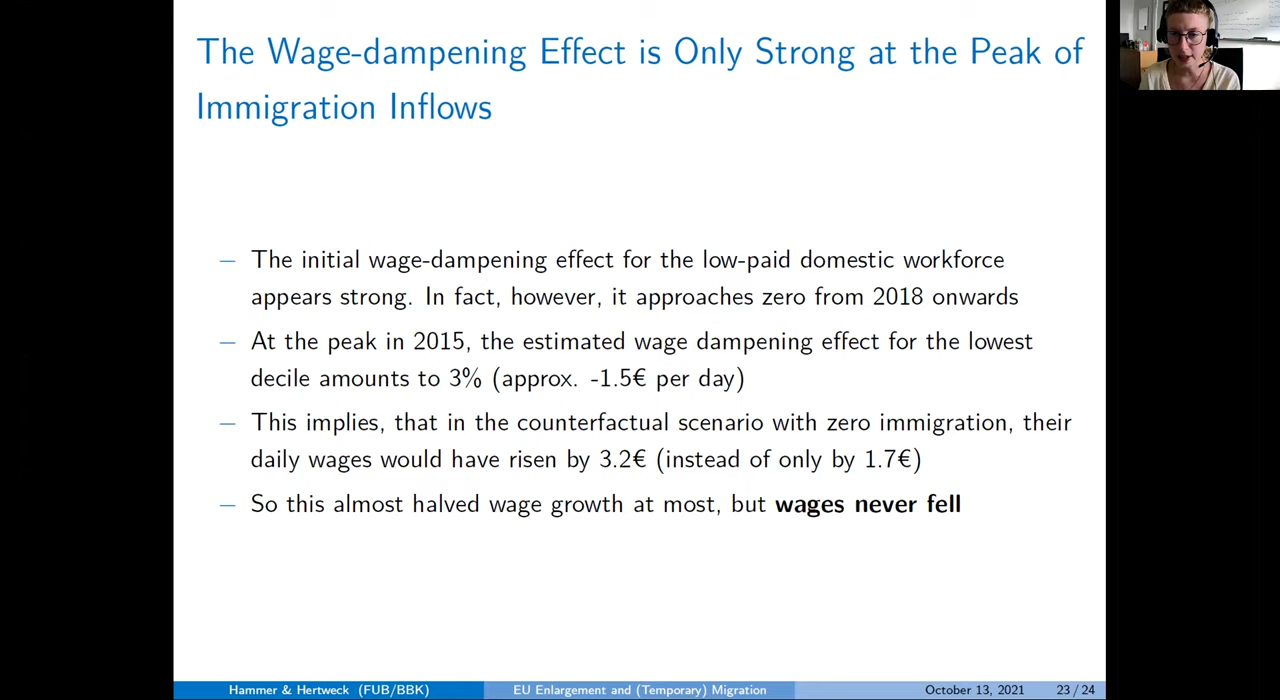 The Wage-dampening Effect is Only Strong at the Peak of
Immigration Inflows
– The initial wage-dampening effect for the low-paid domestic workforce
appears strong. In fact, however, it approaches zero from 2018 onwards
– At the peak in 2015, the estimated wage dampening effect for the lowest
decile amounts to 3% (approx. -1.5€ per day)
– This implies, that in the counterfactual scenario with zero immigration, their
daily wages would have risen by 3.2€ (instead of only by 1.7€)
– So this almost halved wage growth at most, but wages never fell
Hammer & Hertweck (FUB/BBK) EU Enlargement and (Temporary) Migration October 13, 2021 23 / 24